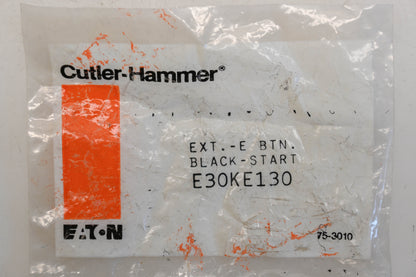 Cutler-Hammer®
EXT.-E BTN.
BLACK-START
E30KE130
EATON
75-3010